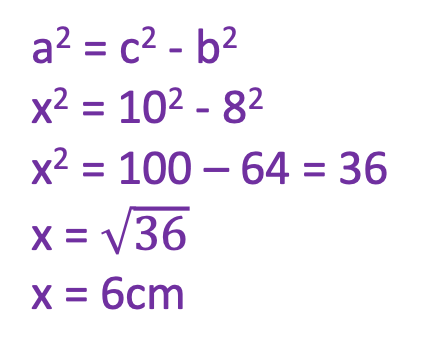 a² = c² - b²
x² = 10² - 8²
x² = 100 – 64 = 36
x = √36
x = 6cm